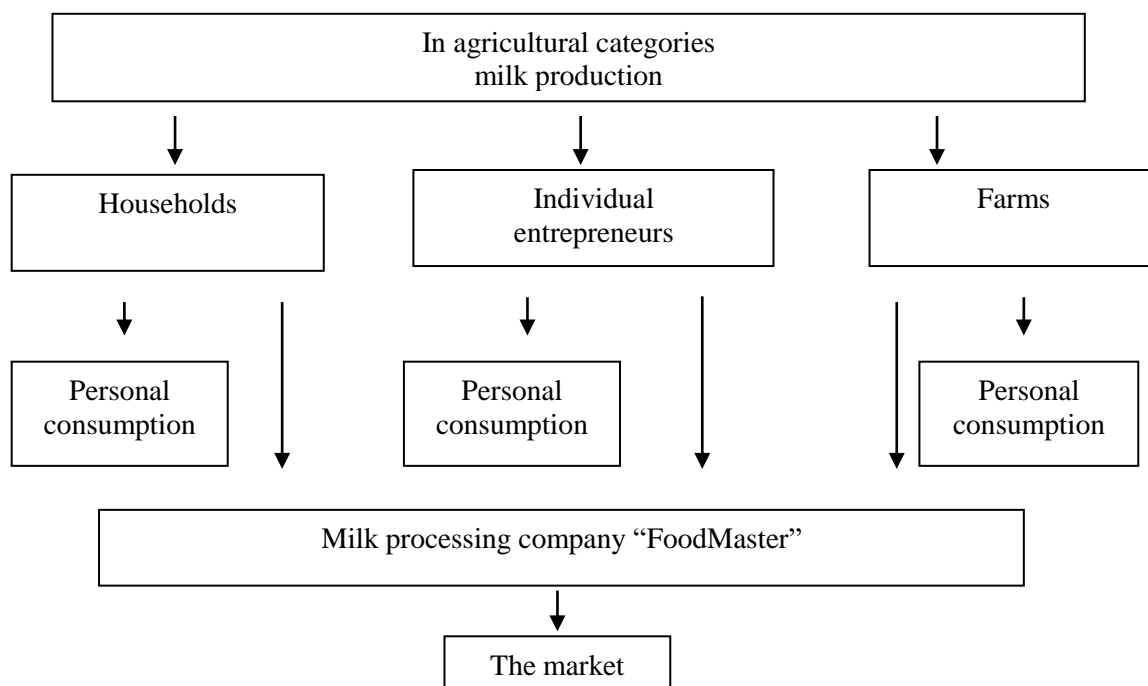 In agricultural categories
milk production
Households
Individual
entrepreneurs
Farms
Personal
consumption
Personal
consumption
Personal
consumption
Milk processing company “FoodMaster”
The market